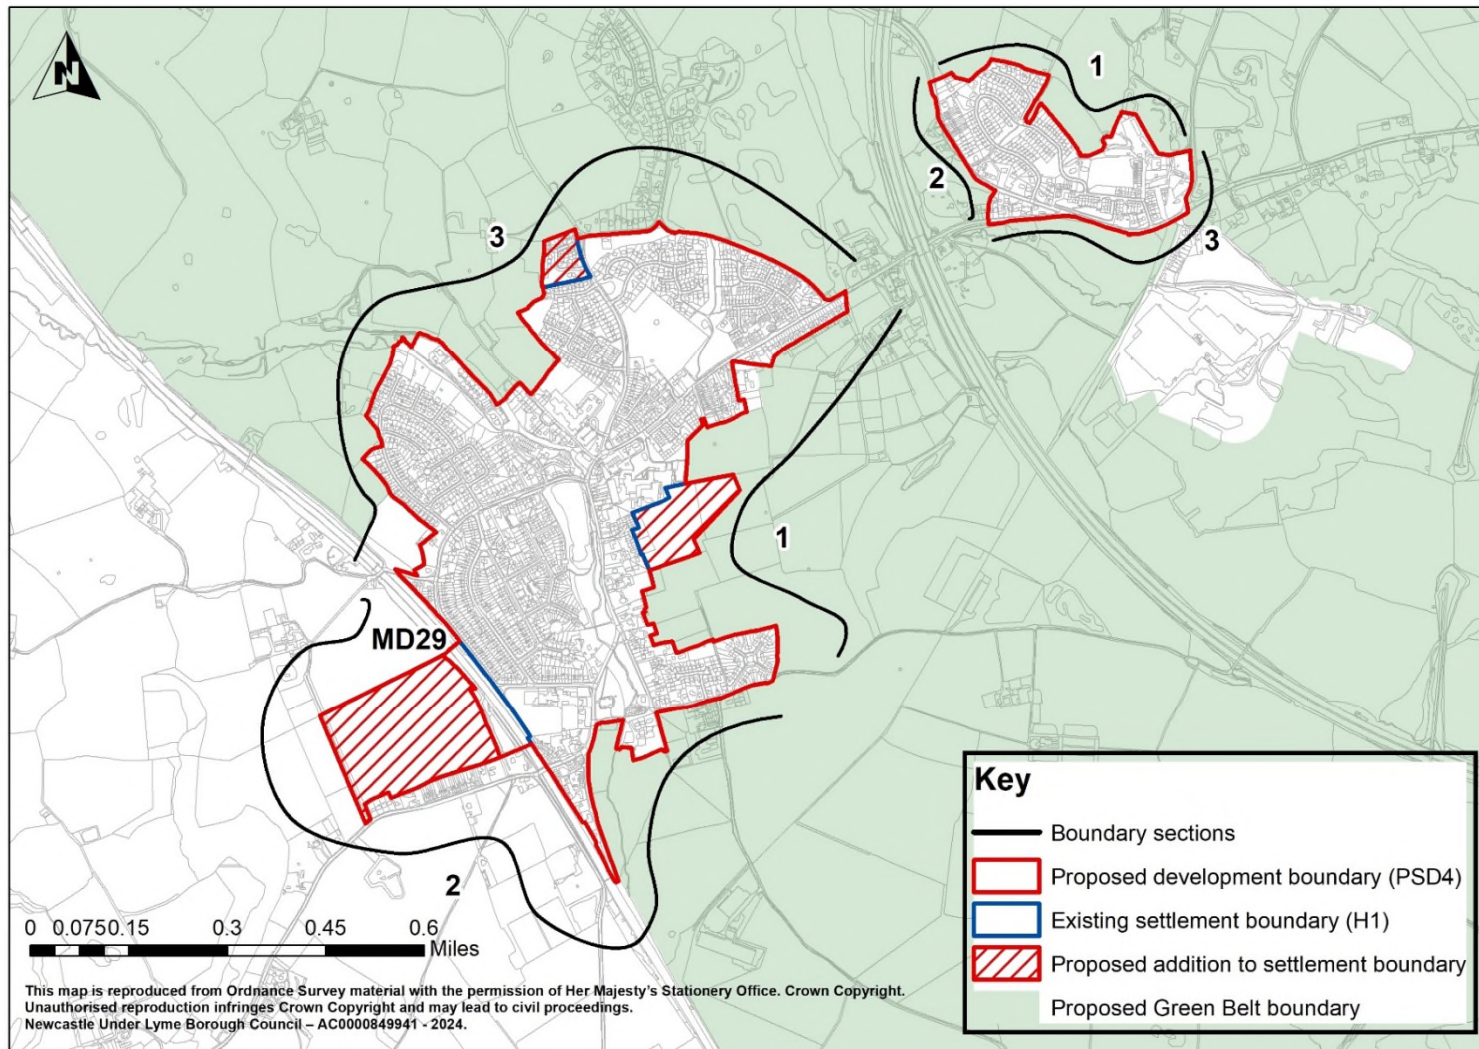 N
1
2
3
3
1
MD29
2
0 0.0750.15 0.3 0.45 0.6
Miles
This map is reproduced from Ordnance Survey material with the permission of Her Majesty's Stationery Office. Crown Copyright.
Unauthorised reproduction infringes Crown Copyright and may lead to civil proceedings.
Newcastle Under Lyme Borough Council – AC0000849941 - 2024.
Key
Boundary sections
Proposed development boundary (PSD4)
Existing settlement boundary (H1)
Proposed addition to settlement boundary
Proposed Green Belt boundary